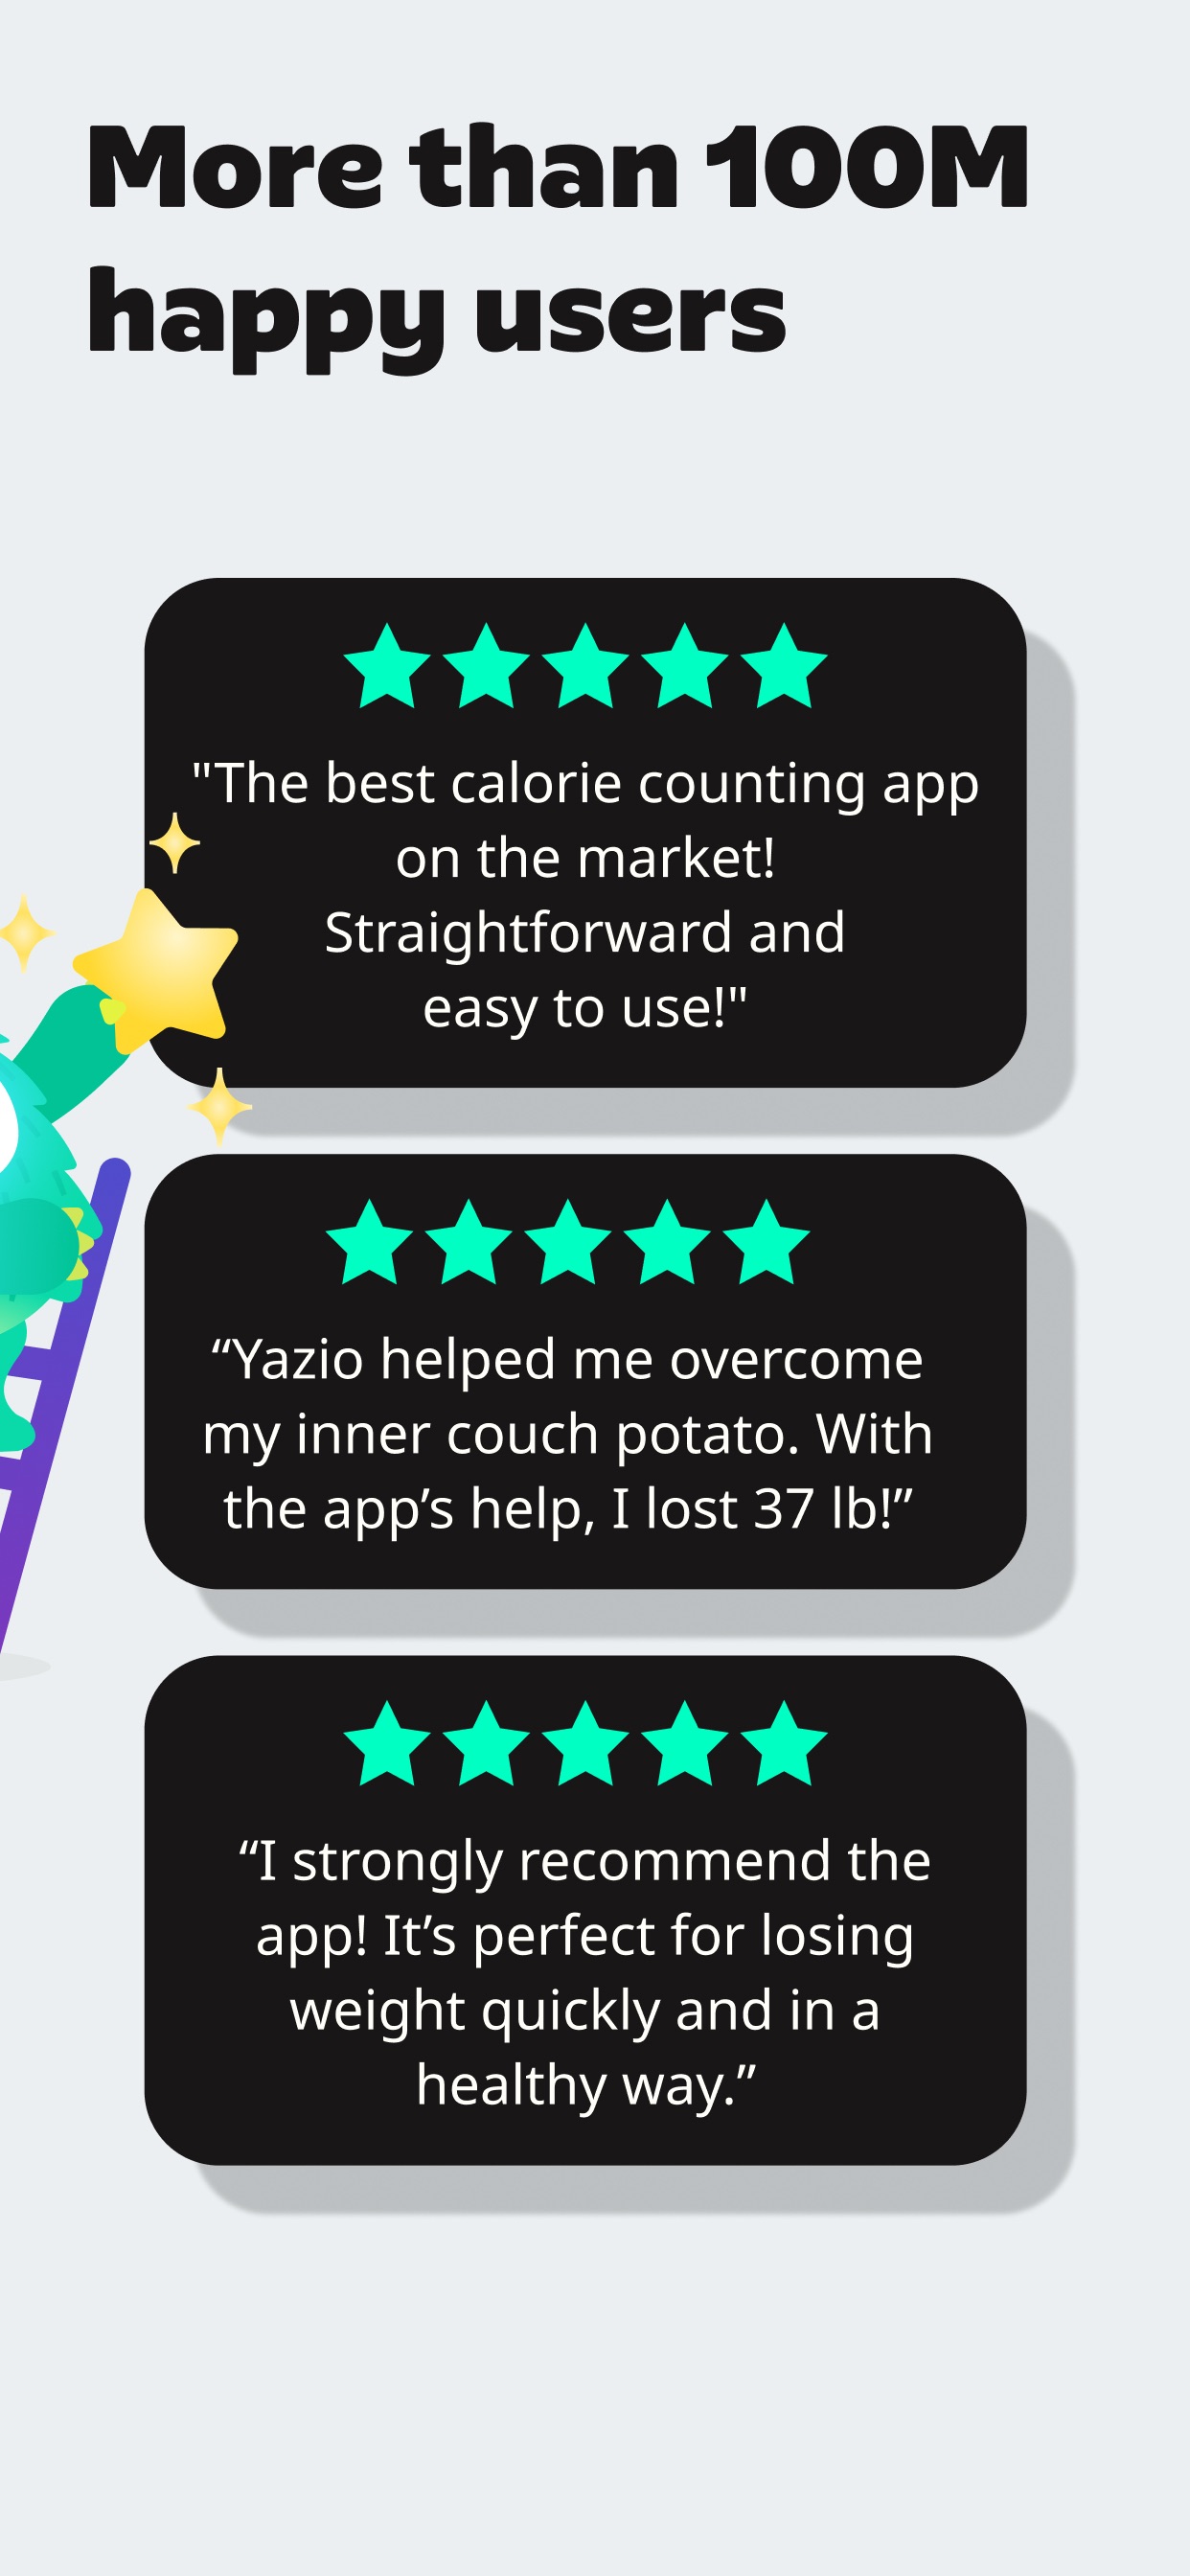 More than 100M
happy users
"The best calorie counting app
on the market!
Straightforward and
easy to use!"
“Yazio helped me overcome
my inner couch potato. With
the app’s help, I lost 37 lb!”
“I strongly recommend the
app! It’s perfect for losing
weight quickly and in a
healthy way.”